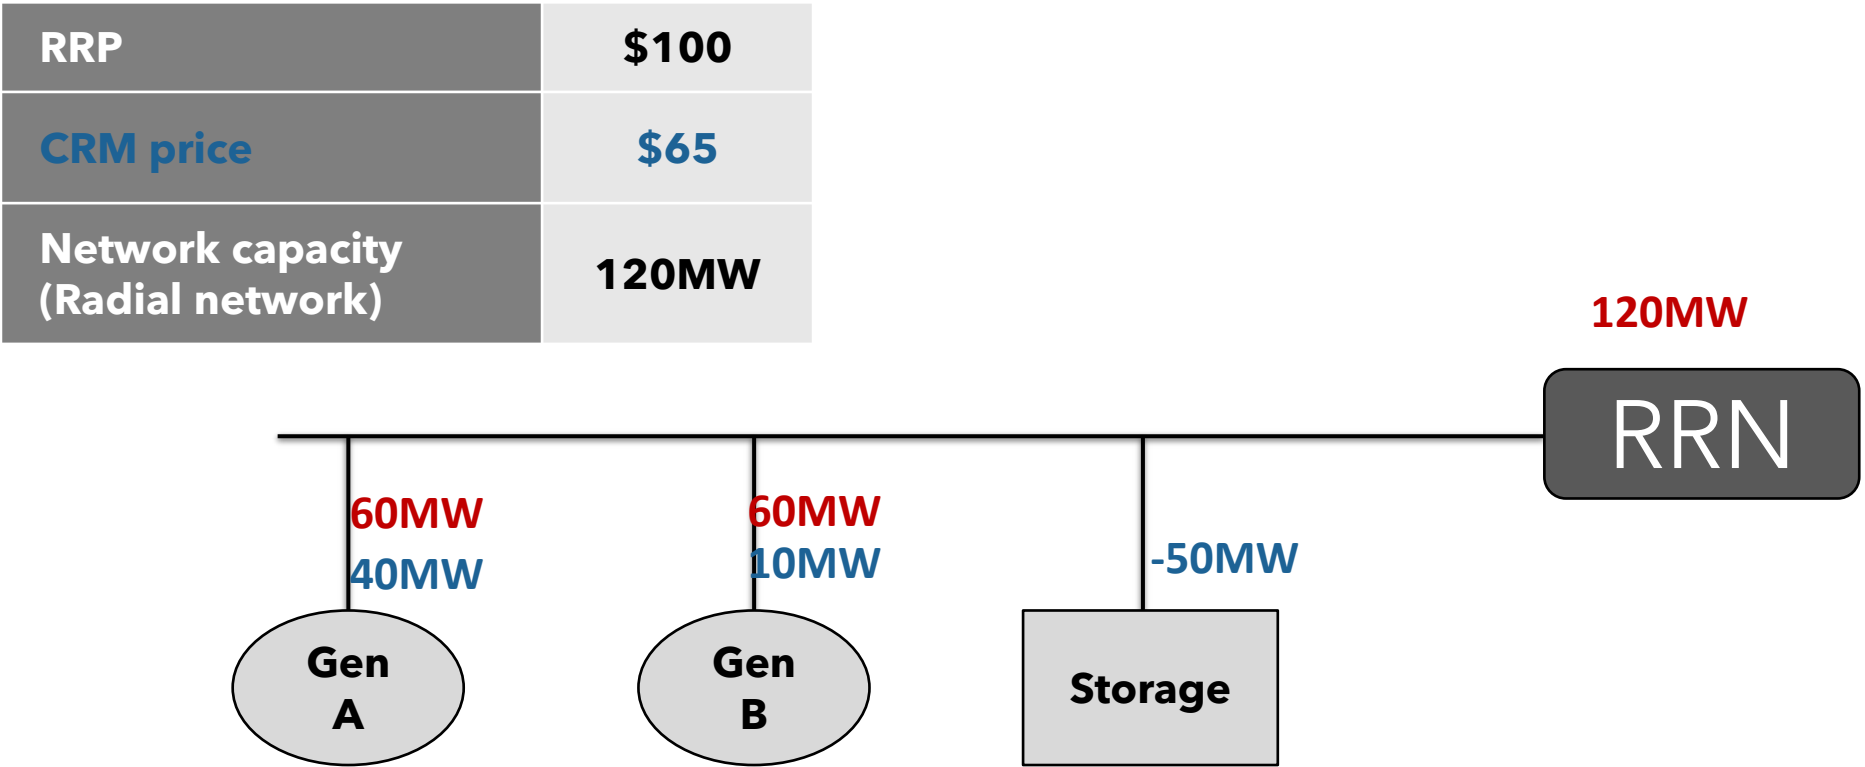 RRP
$100
CRM price
$65
Network capacity
(Radial network)
120MW
120MW
RRN
60MW
40MW
60MW
10MW
-50MW
Gen
A
Gen
B
Storage